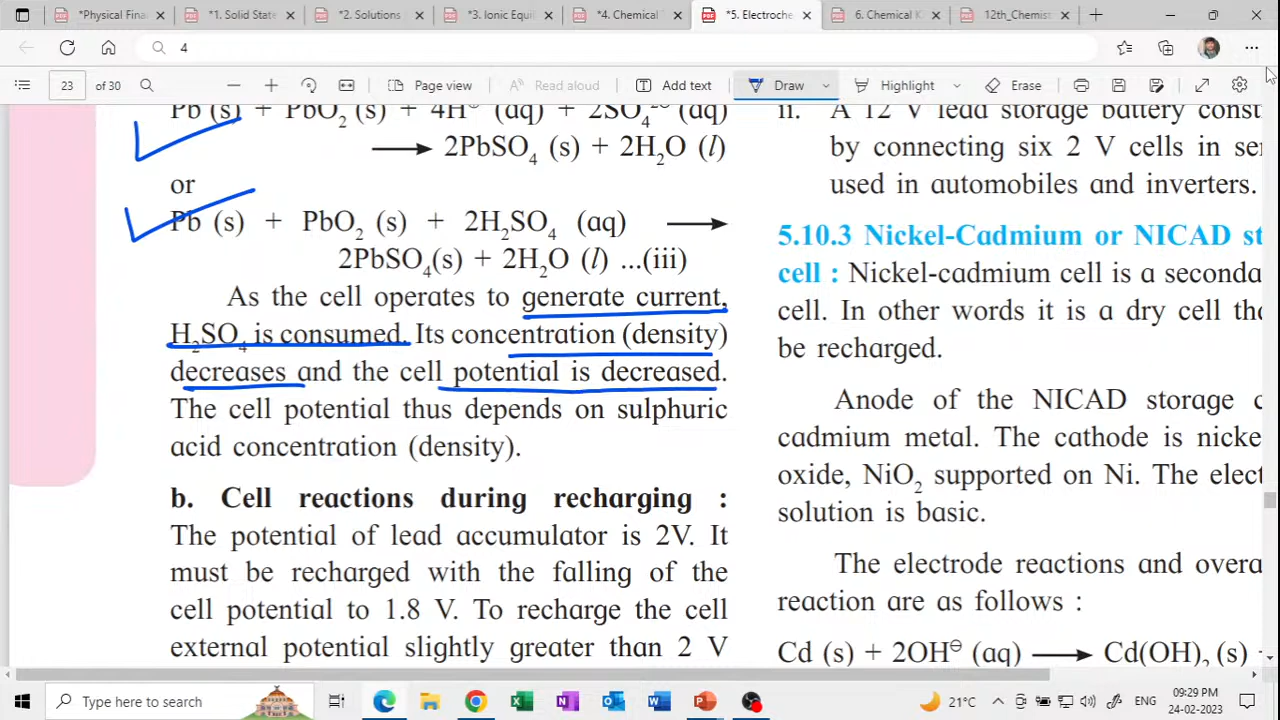 *Physical Fina
*1. Solid State
*2. Solutions
*3. Ionic Equil
*4. Chemical
*5. Electroche
6. Chemical K
12th_Chemist
4
23 of 30
Page view
Read aloud
Add text
Draw
Highlight
Erase
Pb (s) + PbO2 (s) + 4H⊕ (aq) + 2SO4 2⊖ (aq)
⟶ 2PbSO4 (s) + 2H2O (l)
or
Pb (s) + PbO2 (s) + 2H2SO4 (aq) ⟶
2PbSO4(s) + 2H2O (l) ...(iii)
As the cell operates to generate current,
H2SO4 is consumed. Its concentration (density)
decreases and the cell potential is decreased.
The cell potential thus depends on sulphuric
acid concentration (density).
b. Cell reactions during recharging :
The potential of lead accumulator is 2V. It
must be recharged with the falling of the
cell potential to 1.8 V. To recharge the cell
external potential slightly greater than 2 V
ii. A 12 V lead storage battery const
by connecting six 2 V cells in se
used in automobiles and inverters.
5.10.3 Nickel-Cadmium or NICAD st
cell : Nickel-cadmium cell is a seconda
cell. In other words it is a dry cell tha
be recharged.
Anode of the NICAD storage c
cadmium metal. The cathode is nicke
oxide, NiO2 supported on Ni. The elect
solution is basic.
The electrode reactions and overa
reaction are as follows :
Cd (s) + 2OH⊖ (aq) ⟶ Cd(OH)2 (s)
Type here to search
21°C
ENG
09:29 PM
24-02-2023